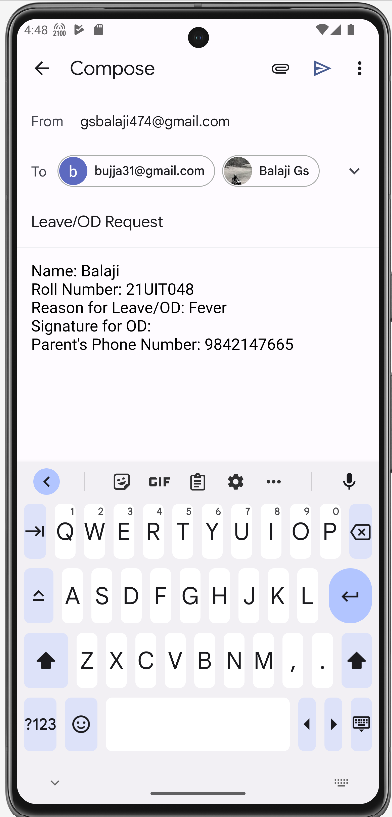 4:48 2100
Compose
From gsbalaji474@gmail.com
To b bujja31@gmail.com Balaji Gs
Leave/OD Request
Name: Balaji
Roll Number: 21UIT048
Reason for Leave/OD: Fever
Signature for OD:
Parent's Phone Number: 9842147665
GIF
1 2 3 4 5 6 7 8 9 0
Q W E R T Y U I O P
A S D F G H J K L
Z X C V B N M , .
?123